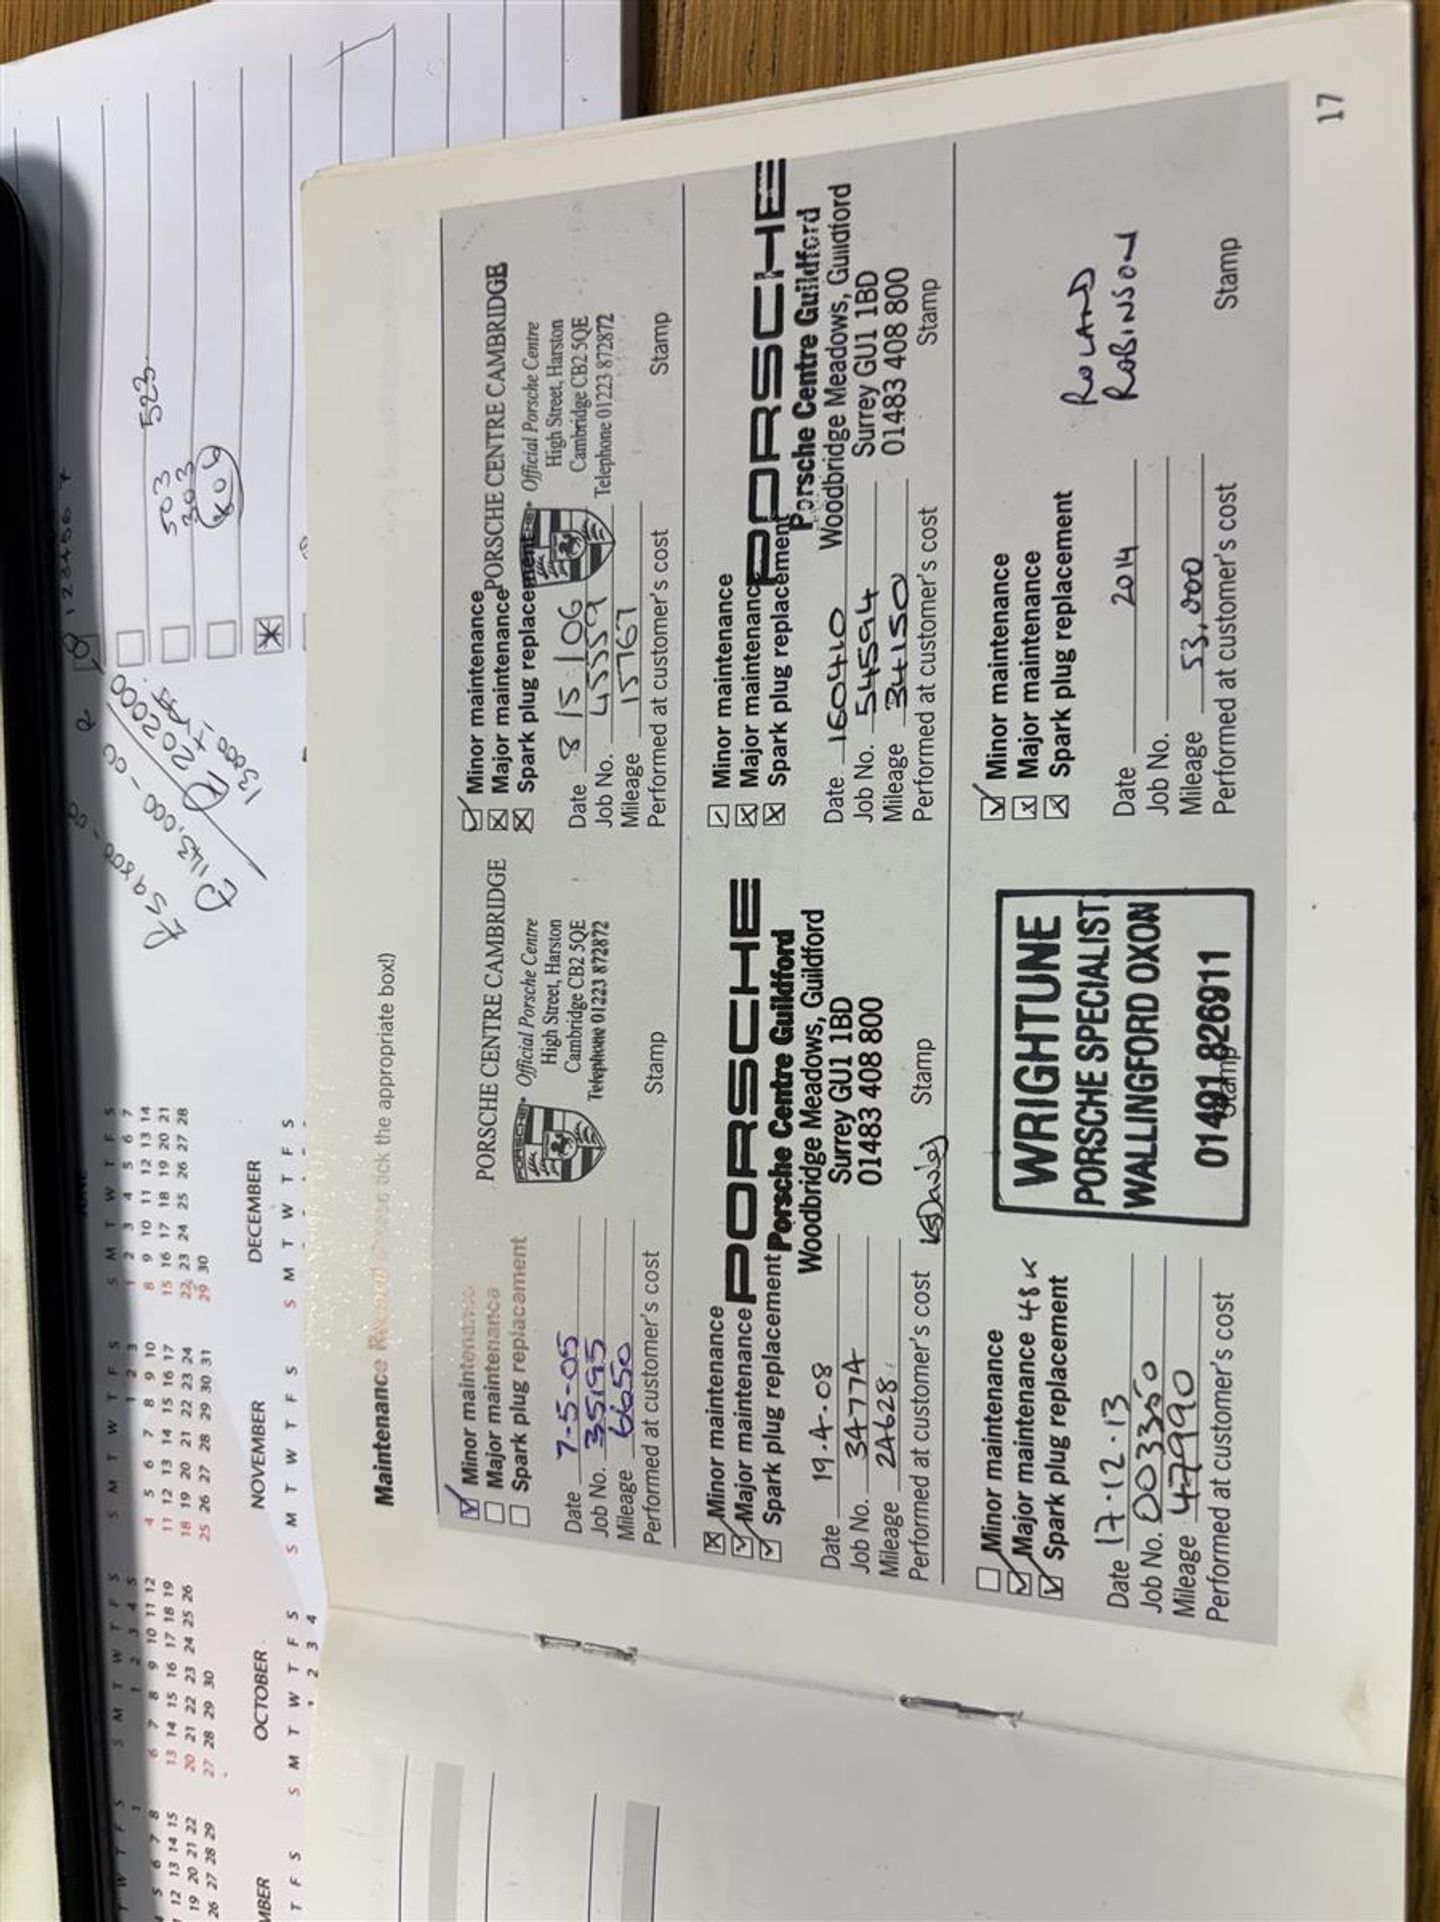 Maintenance Record (Please tick the appropriate box!)
Minor maintenance
Major maintenance
Spark plug replacement
PORSCHE CENTRE CAMBRIDGE
PORSCHE
Official Porsche Centre
High Street, Harston
Cambridge CB2 5QE
Telephone 01223 872872
Date 7-5-05
Job No. 35195
Mileage 6650
Performed at customer's cost
Stamp
Minor maintenance
Major maintenance
Spark plug replacement
PORSCHE CENTRE CAMBRIDGE
PORSCHE CENTRE CAMBRIDGE
PORSCHE
Official Porsche Centre
High Street, Harston
Cambridge CB2 5QE
Telephone 01223 872872
Date 8/5/06
Job No. 45559
Mileage 15767
Performed at customer's cost
Stamp
Minor maintenance
Major maintenance
Spark plug replacement
PORSCHE
Porsche Centre Guildford
Woodbridge Meadows, Guildford
Surrey GU1 1BD
01483 408 800
Date 19.4.08
Job No. 34774
Mileage 24628.
Performed at customer's cost
Stamp
Minor maintenance
Major maintenance
Spark plug replacement
PORSCHE
Porsche Centre Guildford
Woodbridge Meadows, Guildford
Surrey GU1 1BD
01483 408 800
Date 160410
Job No. 54594
Mileage 34150
Performed at customer's cost
Stamp
Minor maintenance
Major maintenance 48K
Spark plug replacement
WRIGHTUNE
PORSCHE SPECIALIST
WALLINGFORD OXON
01491 826911
Date 17.12.13
Job No. 003350
Mileage 47990
Performed at customer's cost
Stamp
Minor maintenance
Major maintenance
Spark plug replacement
ROLAND
ROBINSON
Date 2014
Job No.
Mileage 53,000
Performed at customer's cost
Stamp
17
OCTOBER
NOVEMBER
DECEMBER
S M T W T F S
S M T W T F S
S M T W T F S
523
503
303
806